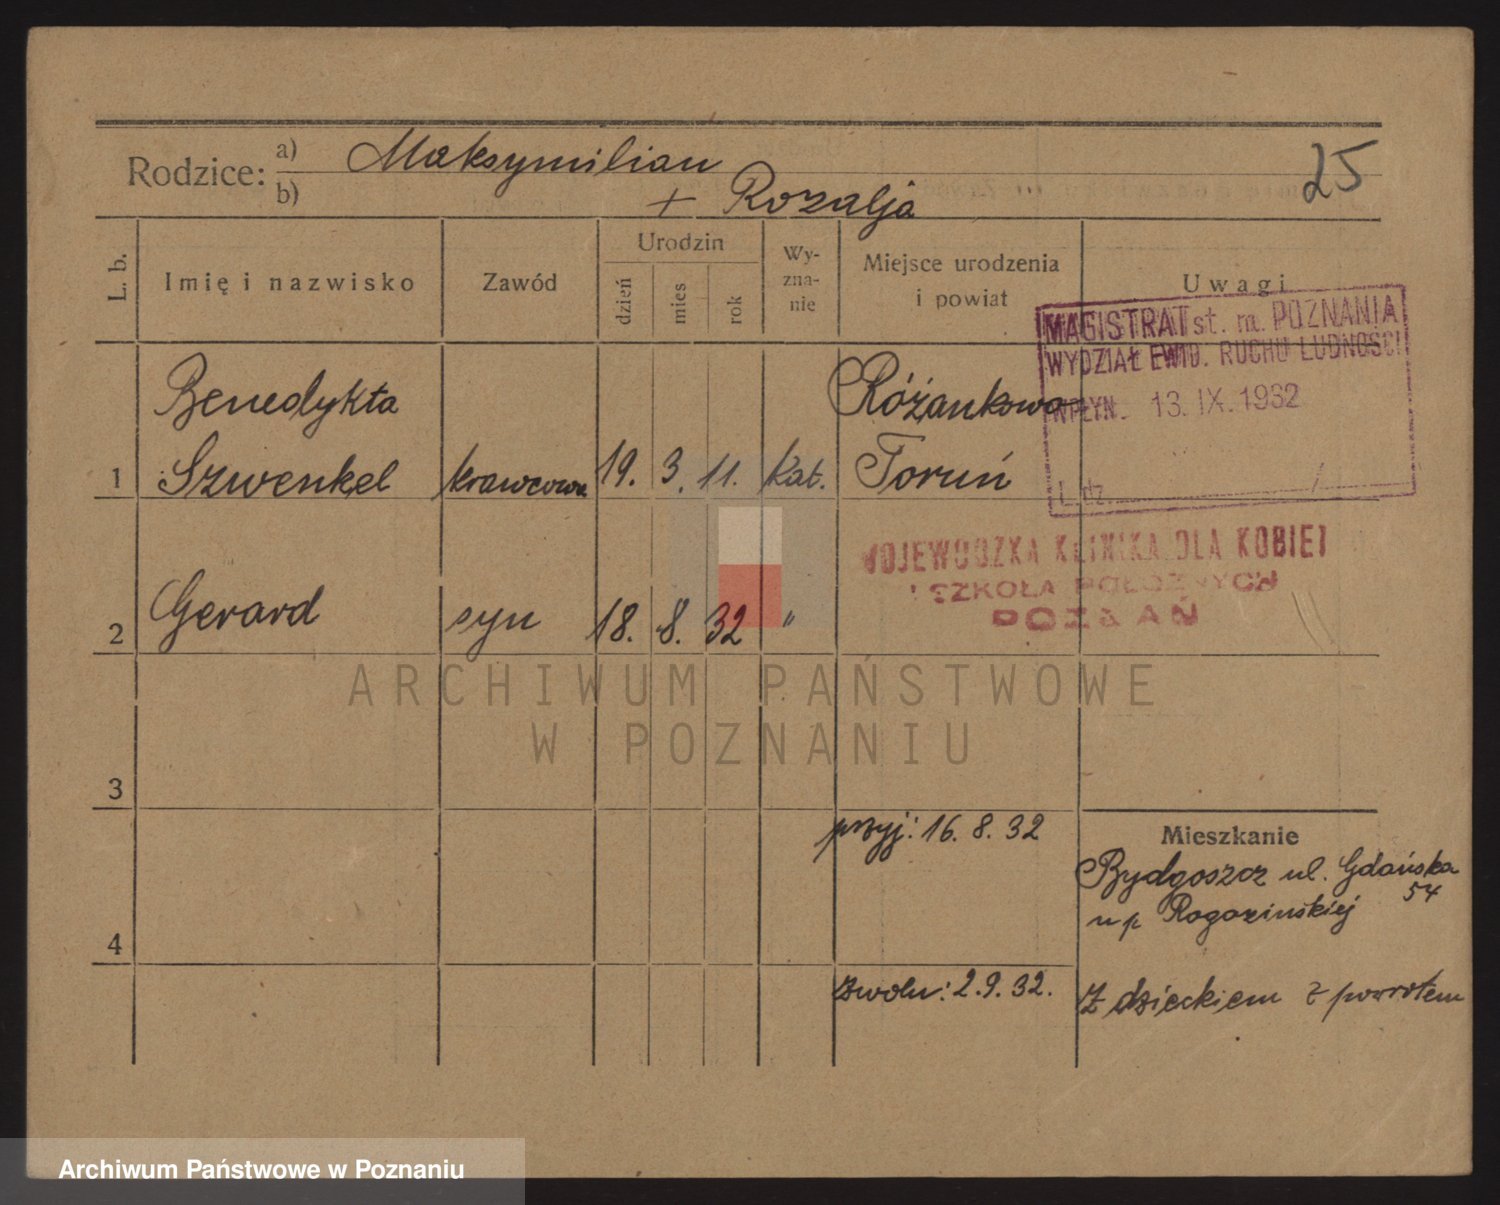 Rodzice:
a) Maksymilian
b) + Rozalja
25
L. b.
Imię i nazwisko
Zawód
Urodzin
dzień
mies
rok
Wy-
zna-
nie
Miejsce urodzenia
i powiat
Uwagi
MAGISTRAT st. m. POZNANIA
WYDZIAŁ EWID. RUCHU LUDNOŚCI
WPŁYN. 13. IX. 1932
L. dz. /
Benedykta Różankowo
1 Szwenkel krawcowa 19. 3. 11. kat. Toruń
WOJEWÓDZKA KLINIKA DLA KOBIET
I SZKOŁA POŁOŻNYCH
POZNAŃ
2 Gerard syn 18. 8. 32 "
ARCHIWUM PAŃSTWOWE
W POZNANIU
3
przyj: 16. 8. 32
Mieszkanie
Bydgoszcz ul. Gdańska
54
u p Rogozińskiej
4
zwoln: 2. 9. 32.
Z dzieckiem z powrotem
Archiwum Państwowe w Poznaniu